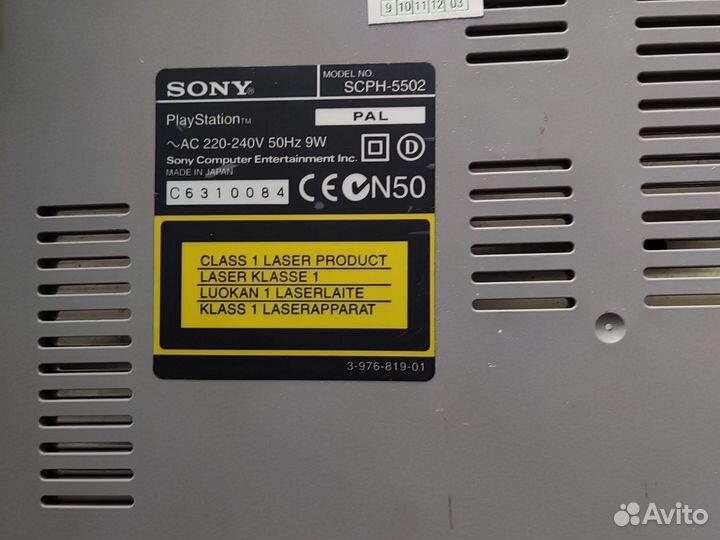 9 10 11 12 03
SONY®
MODEL NO.
SCPH-5502
PlayStation™
PAL
~AC 220-240V 50Hz 9W
Sony Computer Entertainment Inc.
MADE IN JAPAN
D
C6310084
CE N50
CLASS 1 LASER PRODUCT
LASER KLASSE 1
LUOKAN 1 LASERLAITE
KLASS 1 LASERAPPARAT
3-976-819-01
Avito